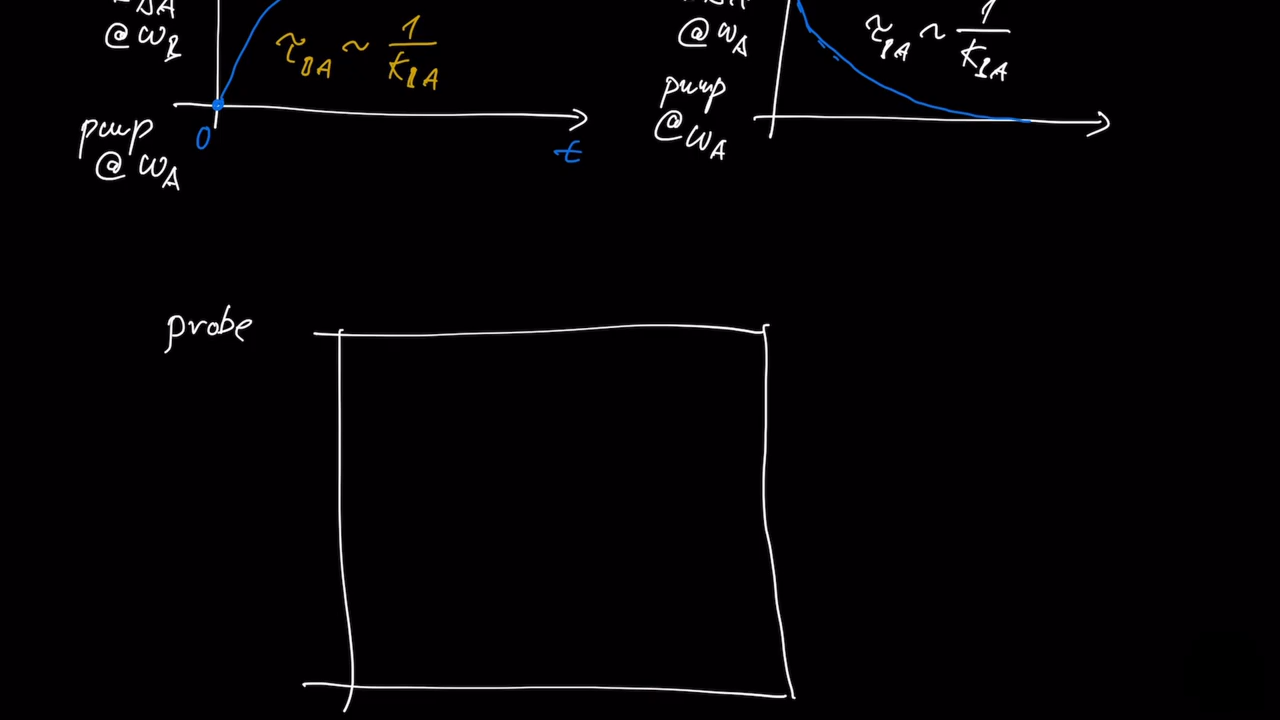 @ω_B
τ_BA ~ 1/K_BA
0
t
pump
@ω_A
@ω_A
pump
@ω_A
τ_BA ~ 1/K_BA
probe